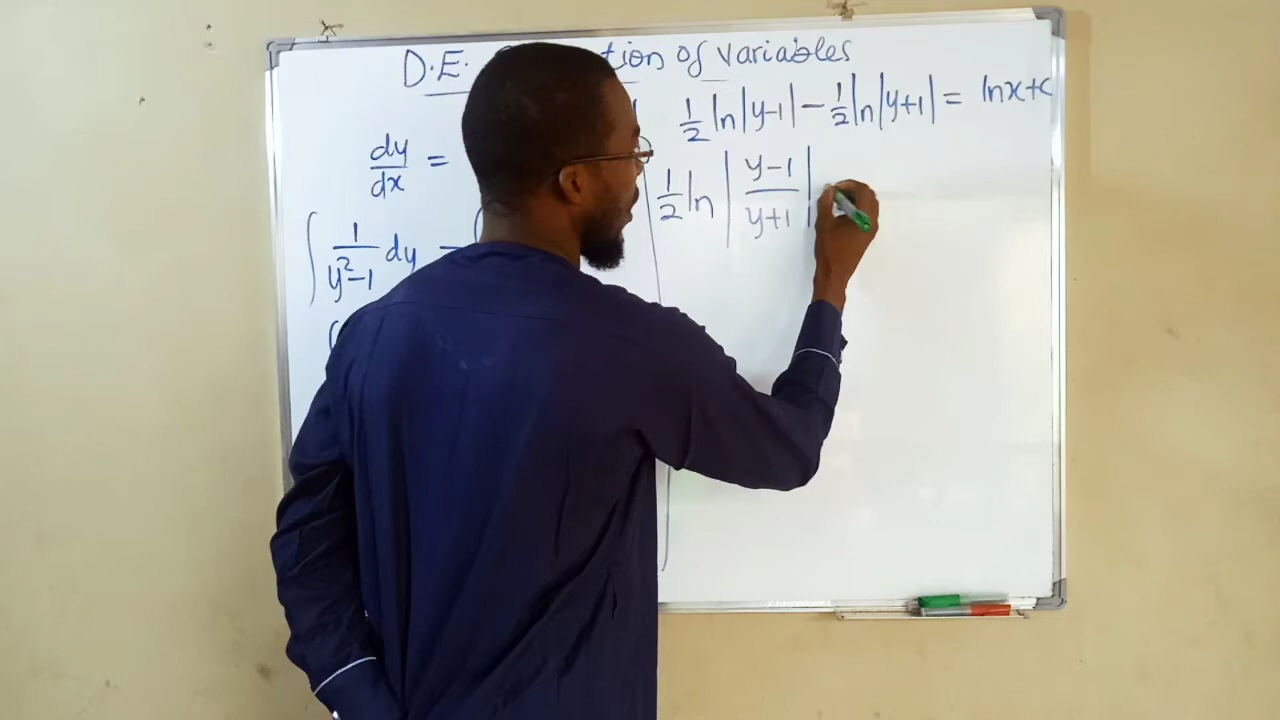 D.E. of variables
dy/dx =
∫ 1/(y²-1) dy =
½ ln|y-1| - ½ ln|y+1| = lnx+c
½ ln |(y-1)/(y+1)|